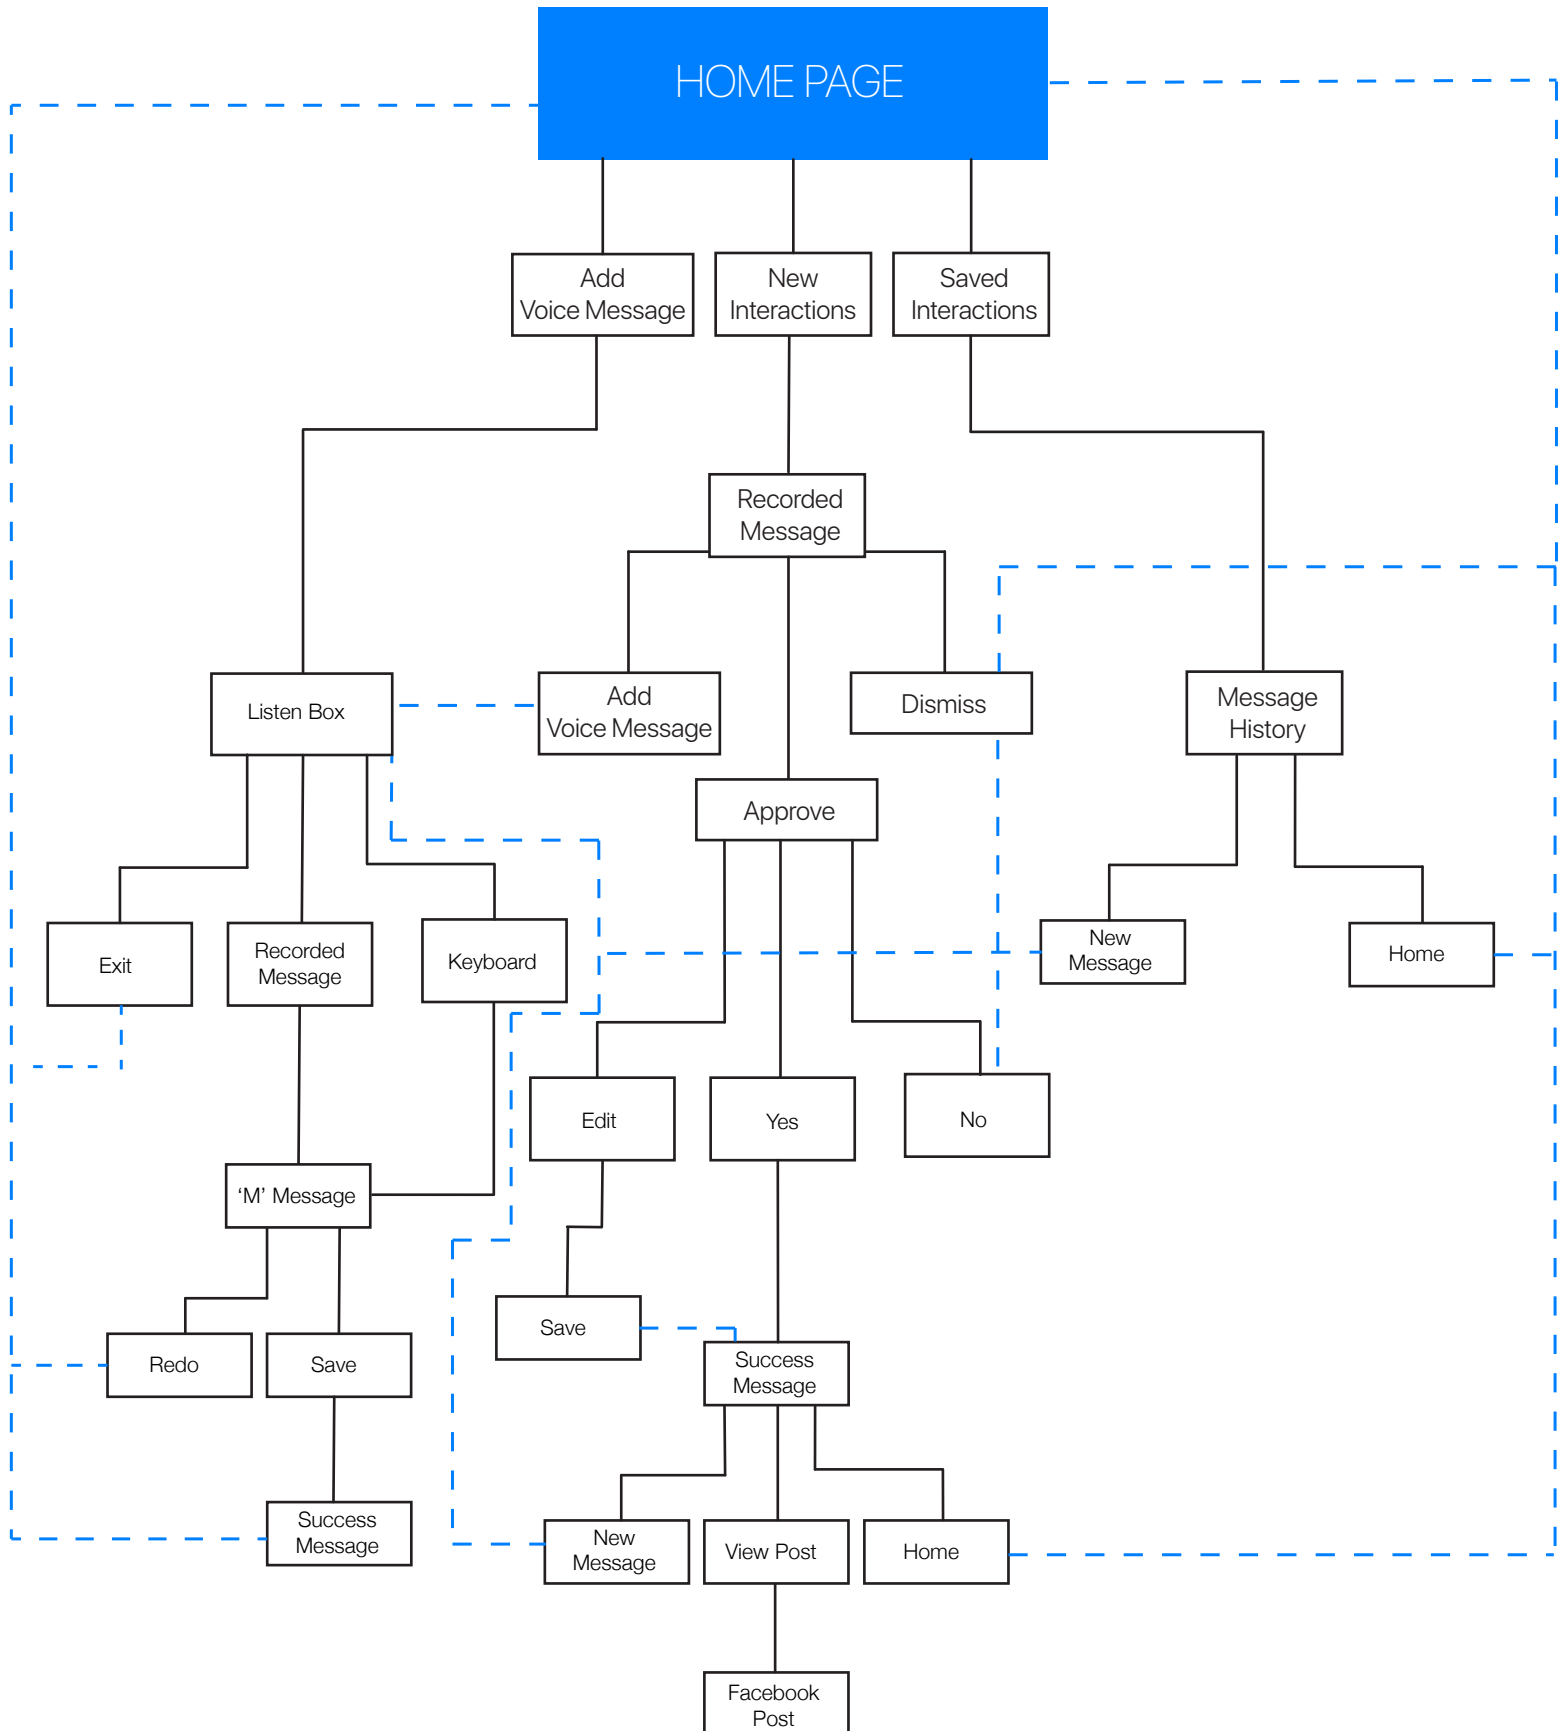 HOME PAGE
Add
Voice Message
New
Interactions
Saved
Interactions
Recorded
Message
Listen Box
Add
Voice Message
Dismiss
Message
History
Approve
Exit
Recorded
Message
Keyboard
New
Message
Home
Edit
Yes
No
‘M’ Message
Save
Redo
Save
Success
Message
Success
Message
New
Message
View Post
Home
Facebook
Post